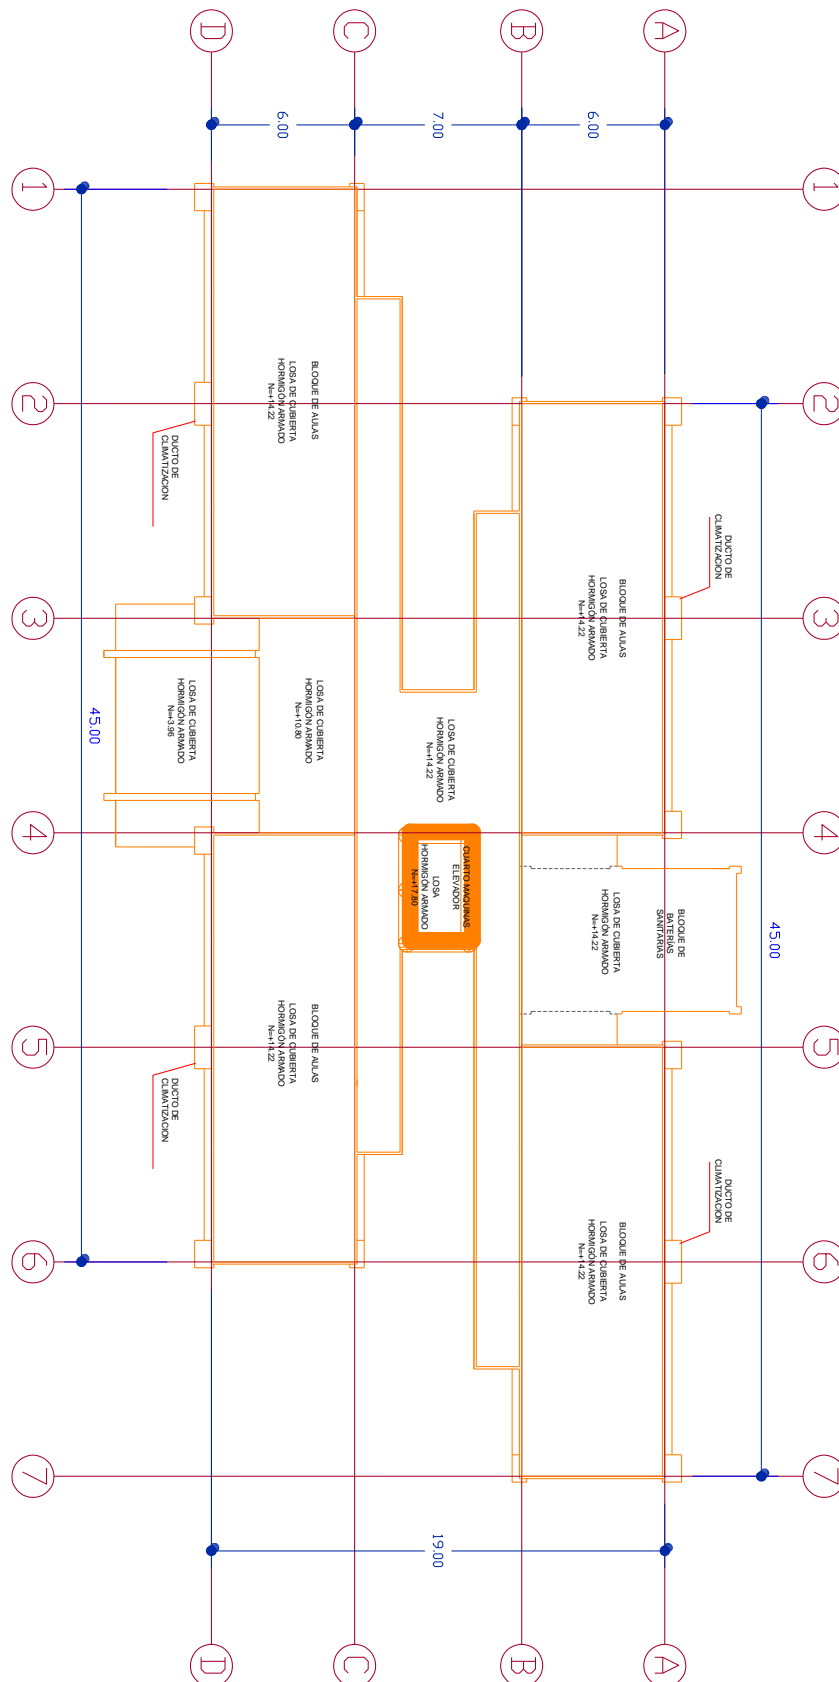 1
2
3
4
5
6
7
45.00
DUCTO DE
CLIMATIZACION
DUCTO DE
CLIMATIZACION
A
6.00
A
BLOQUE DE
BATERÍAS
SANITARIAS
LOSA DE CUBIERTA
HORMIGÓN ARMADO
N=+14.22
BLOQUE DE AULAS
LOSA DE CUBIERTA
HORMIGÓN ARMADO
N=+14.22
BLOQUE DE AULAS
LOSA DE CUBIERTA
HORMIGÓN ARMADO
N=+14.22
B
B
7.00
LOSA DE CUBIERTA
HORMIGÓN ARMADO
N=+14.22
CUARTO MAQUINAS
ELEVADOR
LOSA
HORMIGÓN ARMADO
N=+17.80
19.00
C
C
6.00
BLOQUE DE AULAS
LOSA DE CUBIERTA
HORMIGÓN ARMADO
N=+14.22
LOSA DE CUBIERTA
HORMIGÓN ARMADO
N=+10.80
BLOQUE DE AULAS
LOSA DE CUBIERTA
HORMIGÓN ARMADO
N=+14.22
D
D
LOSA DE CUBIERTA
HORMIGÓN ARMADO
N=+3.96
DUCTO DE
CLIMATIZACION
DUCTO DE
CLIMATIZACION
45.00
1
2
3
4
5
6
7